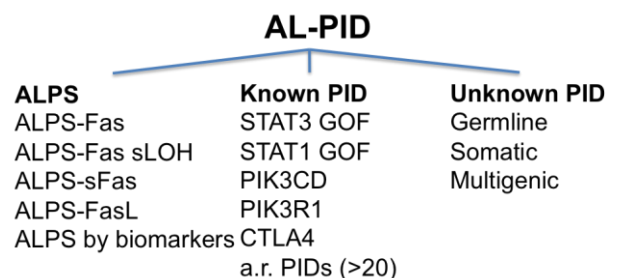 AL-PID
ALPS
ALPS-Fas
ALPS-Fas sLOH
ALPS-sFas
ALPS-FasL
ALPS by biomarkers
Known PID
STAT3 GOF
STAT1 GOF
PIK3CD
PIK3R1
CTLA4
a.r. PIDs (>20)
Unknown PID
Germline
Somatic
Multigenic